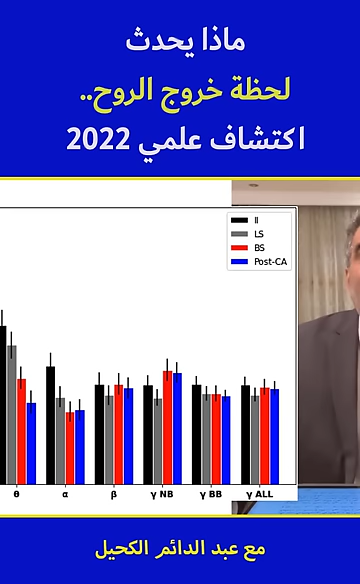 ماذا يحدث
لحظة خروج الروح..
اكتشاف علمي 2022
II
LS
BS
Post-CA
θ α β γ NB γ BB γ ALL
مع عبد الدائم الكحيل